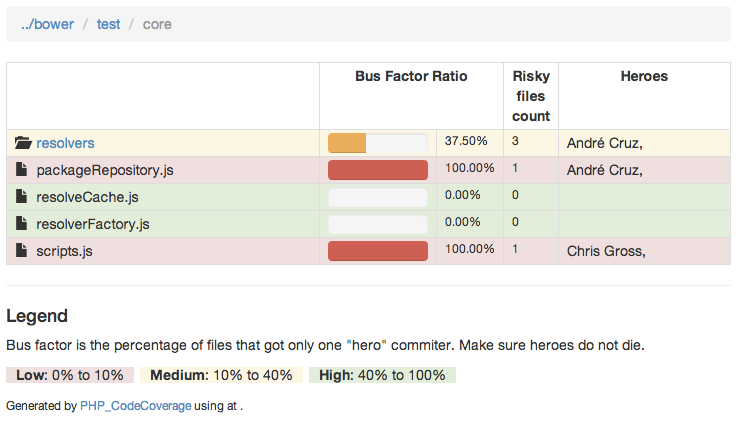 ../bower / test / core
Bus Factor Ratio Risky files count Heroes
resolvers 37.50% 3 André Cruz,
packageRepository.js 100.00% 1 André Cruz,
resolveCache.js 0.00% 0
resolverFactory.js 0.00% 0
scripts.js 100.00% 1 Chris Gross,
Legend
Bus factor is the percentage of files that got only one "hero" commiter. Make sure heroes do not die.
Low: 0% to 10% Medium: 10% to 40% High: 40% to 100%
Generated by PHP_CodeCoverage using at .